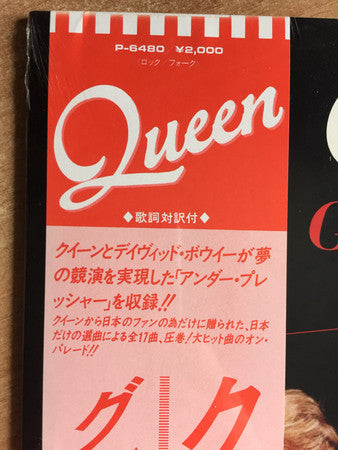 P-6480 / ¥2,000
(ロック/フォーク)
Queen
◆歌詞対訳付◆
クイーンとデイヴィッド・ボウイーが夢
の競演を実現した「アンダー・プレ
ッシャー」を収録!!
クイーンから日本のファンの為だけに贈られた、日本
だけの選曲による全17曲、圧巻!大ヒット曲のオン・
パレード!!
ク
グ
G